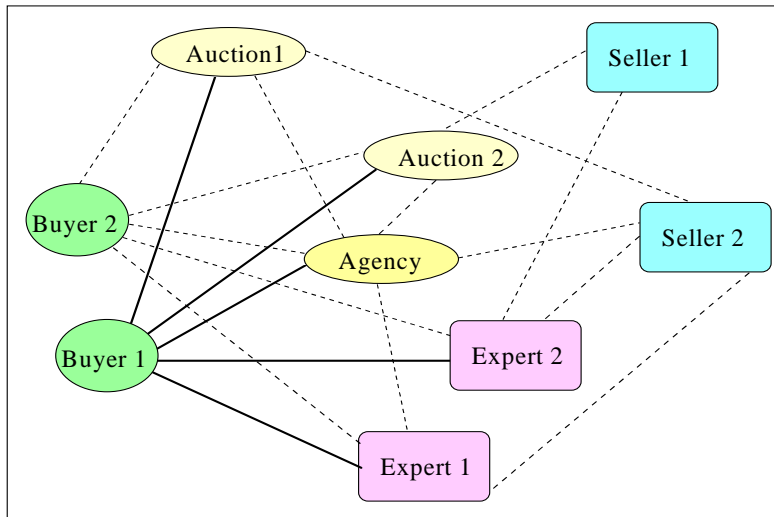 Auction1
Seller 1
Auction 2
Buyer 2
Seller 2
Agency
Buyer 1
Expert 2
Expert 1